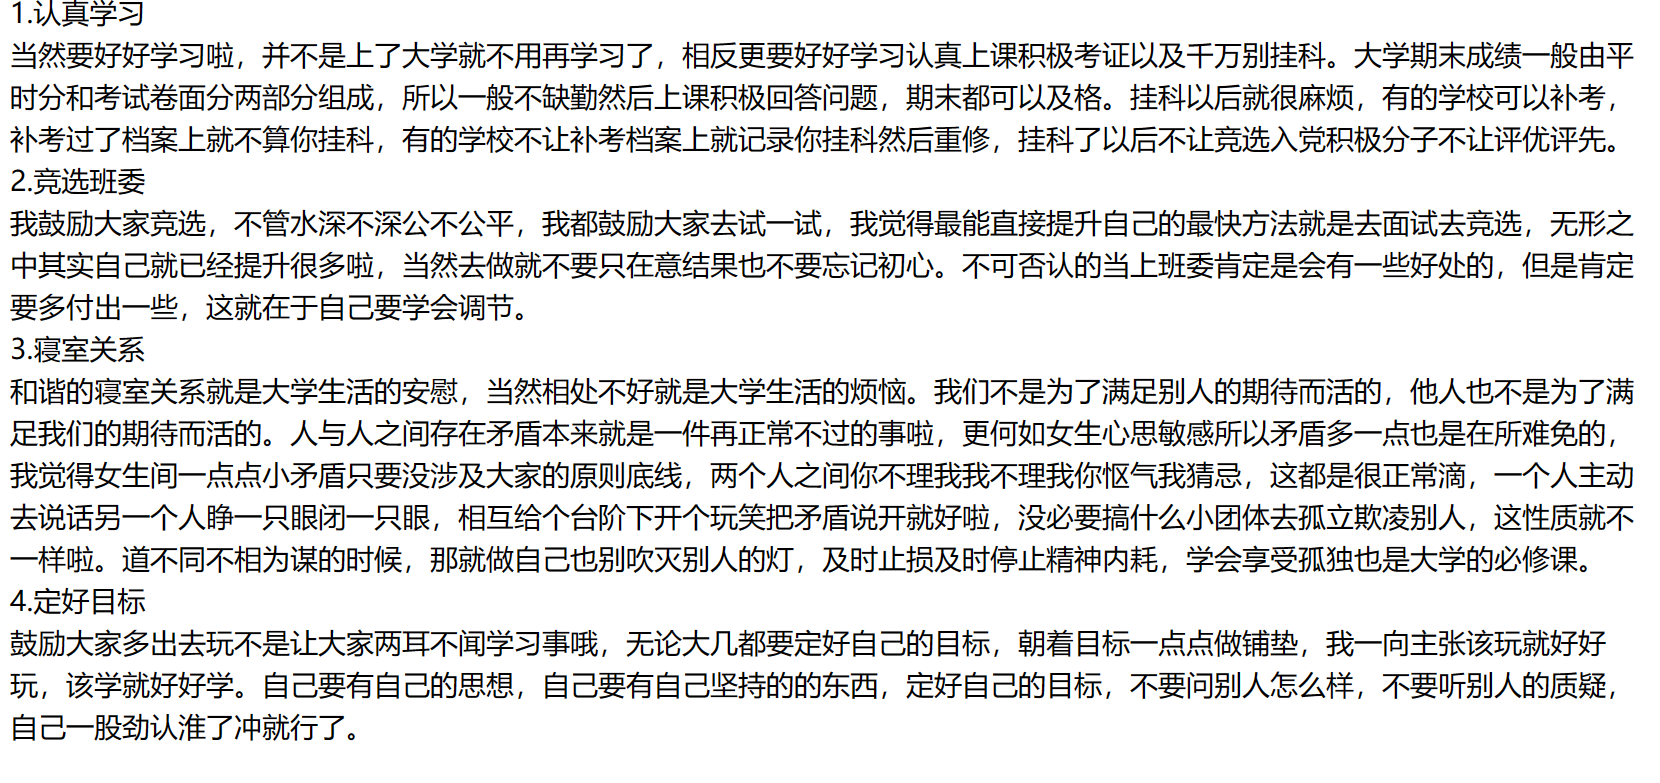 1.认真学习
当然要好好学习啦，并不是上了大学就不用再学习了，相反更要好好学习认真上课积极考证以及千万别挂科。大学期末成绩一般由平
时分和考试卷面分两部分组成，所以一般不缺勤然后上课积极回答问题，期末都可以及格。挂科以后就很麻烦，有的学校可以补考，
补考过了档案上就不算你挂科，有的学校不让补考档案上就记录你挂科然后重修，挂科了以后不让竞选入党积极分子不让评优评先。
2.竞选班委
我鼓励大家竞选，不管水深不深公不公平，我都鼓励大家去试一试，我觉得最能直接提升自己的最快方法就是去面试去竞选，无形之
中其实自己就已经提升很多啦，当然去做就不要只在意结果也不要忘记初心。不可否认的当上班委肯定是会有一些好处的，但是肯定
要多付出一些，这就在于自己要学会调节。
3.寝室关系
和谐的寝室关系就是大学生活的安慰，当然相处不好就是大学生活的烦恼。我们不是为了满足别人的期待而活的，他人也不是为了满
足我们的期待而活的。人与人之间存在矛盾本来就是一件再正常不过的事啦，更何如女生心思敏感所以矛盾多一点也是在所难免的，
我觉得女生间一点点小矛盾只要没涉及大家的原则底线，两个人之间你不理我我不理我你怄气我猜忌，这都是很正常滴，一个人主动
去说话另一个人睁一只眼闭一只眼，相互给个台阶下开个玩笑把矛盾说开就好啦，没必要搞什么小团体去孤立欺凌别人，这性质就不
一样啦。道不同不相为谋的时候，那就做自己也别吹灭别人的灯，及时止损及时停止精神内耗，学会享受孤独也是大学的必修课。
4.定好目标
鼓励大家多出去玩不是让大家两耳不闻学习事哦，无论大几都要定好自己的目标，朝着目标一点点做铺垫，我一向主张该玩就好好
玩，该学就好好学。自己要有自己的思想，自己要有自己坚持的的东西，定好自己的目标，不要问别人怎么样，不要听别人的质疑，
自己一股劲认淮了冲就行了。